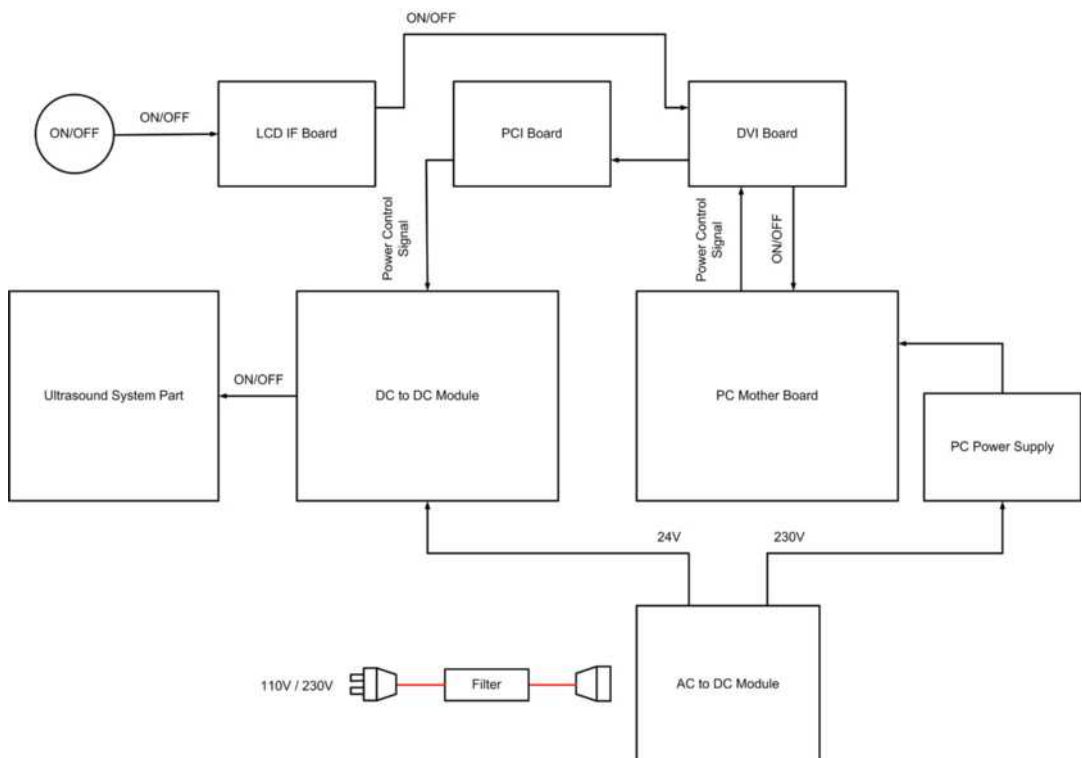 ON/OFF
ON/OFF
ON/OFF
LCD IF Board
PCI Board
DVI Board
Power Control
Signal
Power Control
Signal
ON/OFF
Ultrasound System Part
ON/OFF
DC to DC Module
PC Mother Board
PC Power Supply
24V
230V
110V / 230V
Filter
AC to DC Module